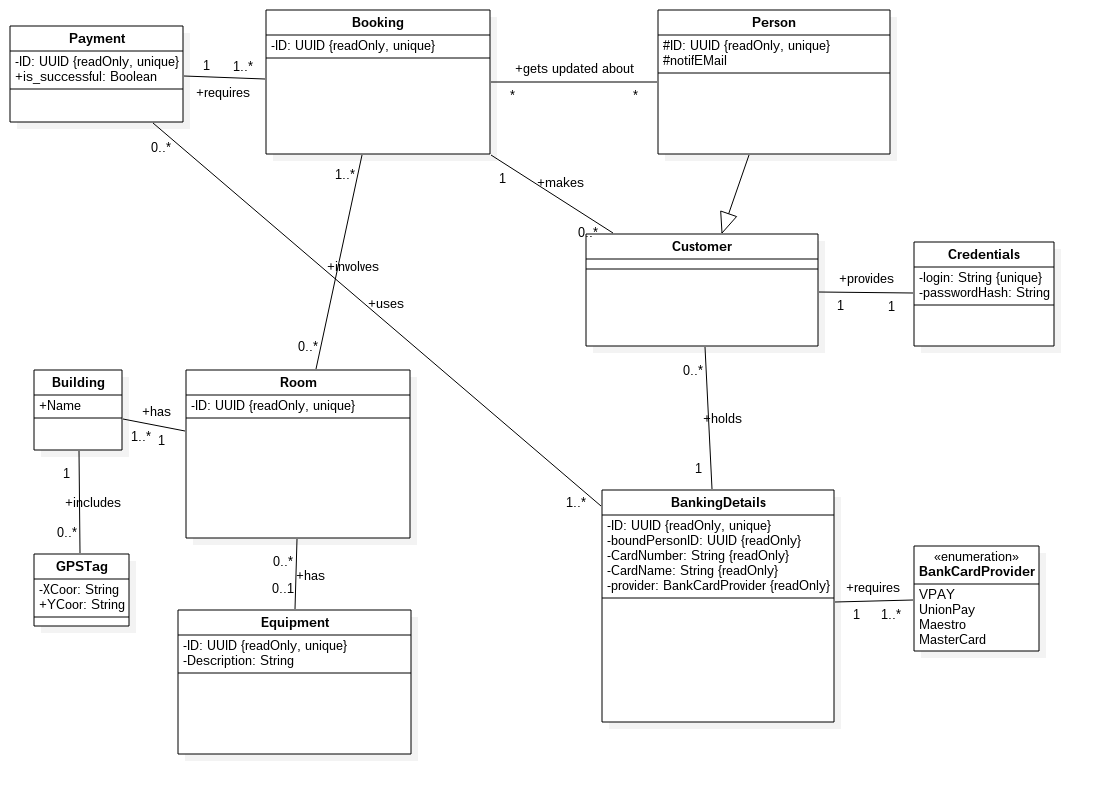 Payment
-ID: UUID {readOnly, unique}
+is_successful: Boolean
1
1..*
+requires
Booking
-ID: UUID {readOnly, unique}
+gets updated about
*
*
Person
#ID: UUID {readOnly, unique}
#notifEMail
0..*
1..*
1
+makes
0..*
Customer
+provides
1
1
Credentials
-login: String {unique}
-passwordHash: String
+involves
+uses
0..*
0..*
+holds
1
Building
+Name
+has
1..*
1
Room
-ID: UUID {readOnly, unique}
1
+includes
0..*
GPSTag
-XCoor: String
+YCoor: String
0..*
+has
0..1
Equipment
-ID: UUID {readOnly, unique}
-Description: String
1..*
BankingDetails
-ID: UUID {readOnly, unique}
-boundPersonID: UUID {readOnly}
-CardNumber: String {readOnly}
-CardName: String {readOnly}
-provider: BankCardProvider {readOnly}
+requires
1
1..*
«enumeration»
BankCardProvider
VPAY
UnionPay
Maestro
MasterCard